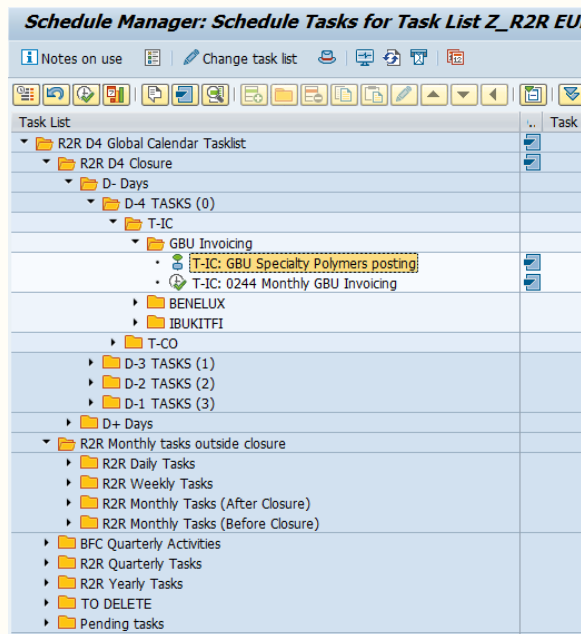 Schedule Manager: Schedule Tasks for Task List Z_R2R EU
Notes on use Change task list
Task List .. Task
R2R D4 Global Calendar Tasklist
R2R D4 Closure
D- Days
D-4 TASKS (0)
T-IC
GBU Invoicing
T-IC: GBU Specialty Polymers posting
T-IC: 0244 Monthly GBU Invoicing
BENELUX
IBUKITFI
T-CO
D-3 TASKS (1)
D-2 TASKS (2)
D-1 TASKS (3)
D+ Days
R2R Monthly tasks outside closure
R2R Daily Tasks
R2R Weekly Tasks
R2R Monthly Tasks (After Closure)
R2R Monthly Tasks (Before Closure)
BFC Quarterly Activities
R2R Quarterly Tasks
R2R Yearly Tasks
TO DELETE
Pending tasks